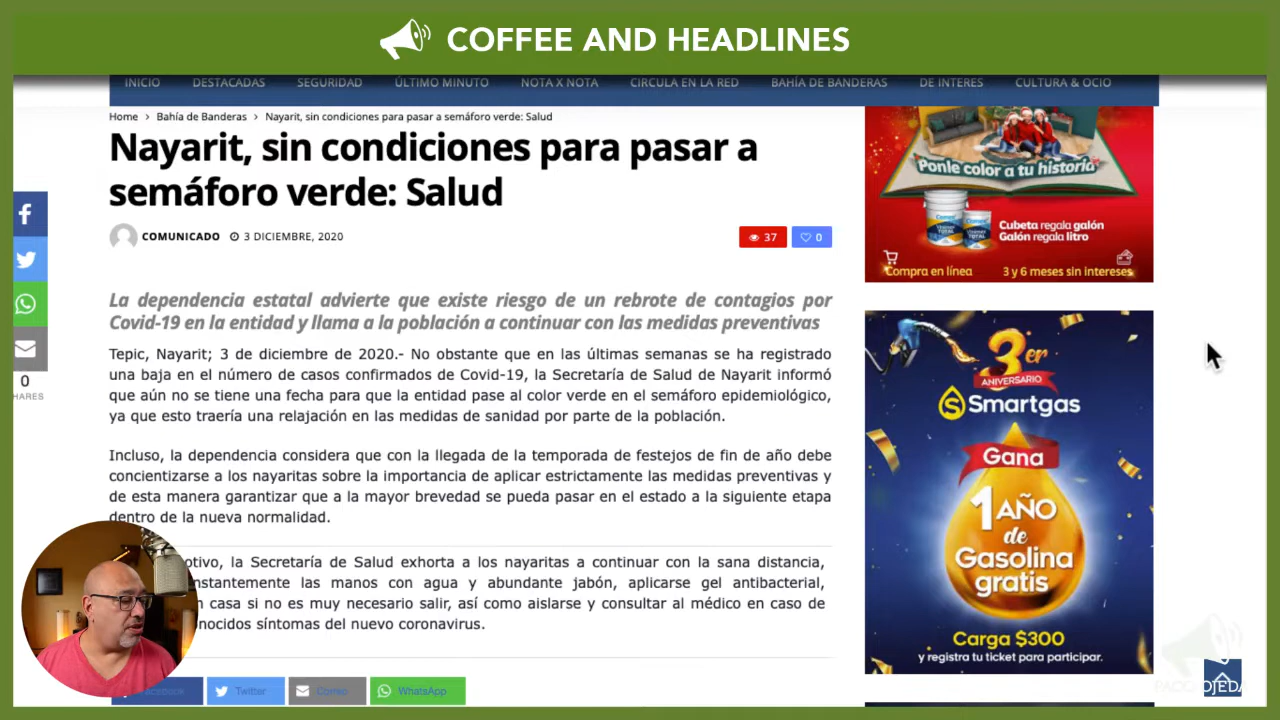 COFFEE AND HEADLINES
INICIO DESTACADAS SEGURIDAD ÚLTIMO MINUTO NOTA X NOTA CIRCULA EN LA RED BAHÍA DE BANDERAS DE INTERES CULTURA & OCIO
Home > Bahía de Banderas > Nayarit, sin condiciones para pasar a semáforo verde: Salud
Nayarit, sin condiciones para pasar a
semáforo verde: Salud
COMUNICADO 3 DICIEMBRE, 2020
37
0
La dependencia estatal advierte que existe riesgo de un rebrote de contagios por
Covid-19 en la entidad y llama a la población a continuar con las medidas preventivas
Tepic, Nayarit; 3 de diciembre de 2020.- No obstante que en las últimas semanas se ha registrado
una baja en el número de casos confirmados de Covid-19, la Secretaría de Salud de Nayarit informó
que aún no se tiene una fecha para que la entidad pase al color verde en el semáforo epidemiológico,
ya que esto traería una relajación en las medidas de sanidad por parte de la población.
Incluso, la dependencia considera que con la llegada de la temporada de festejos de fin de año debe
concientizarse a los nayaritas sobre la importancia de aplicar estrictamente las medidas preventivas y
de esta manera garantizar que a la mayor brevedad se pueda pasar en el estado a la siguiente etapa
dentro de la nueva normalidad.
la Secretaría de Salud exhorta a los nayaritas a continuar con la sana distancia,
las manos con agua y abundante jabón, aplicarse gel antibacterial,
casa si no es muy necesario salir, así como aislarse y consultar al médico en caso de
síntomas del nuevo coronavirus.
0
HARES
Facebook
Twitter
Correo
WhatsApp
Ponle color a tu historia
Cubeta regala galón
Galón regala litro
Compra en línea
3 y 6 meses sin intereses
3er
ANIVERSARIO
Smartgas
Gana
1 AÑO
de
Gasolina
gratis
Carga $300
y registra tu ticket para participar.
PACO OJEDA